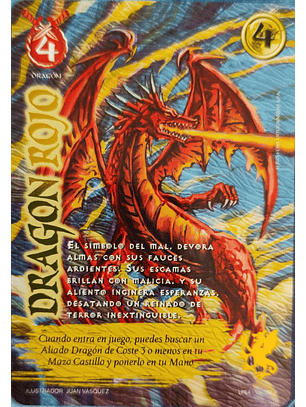 4
4
DRAGÓN
DRAGON ROJO
EL SÍMBOLO DEL MAL, DEVORA
ALMAS CON SUS FAUCES
ARDIENTES. SUS ESCAMAS
BRILLAN CON MALICIA, Y SU
ALIENTO INCINERA ESPERANZAS,
DESATANDO UN REINADO DE
TERROR INEXTINGUIBLE.
Cuando entra en juego, puedes buscar un
Aliado Dragón de Coste 3 o menos en tu
Mazo Castillo y ponerlo en tu Mano
ILUSTRADOR: JUAN VASQUEZ